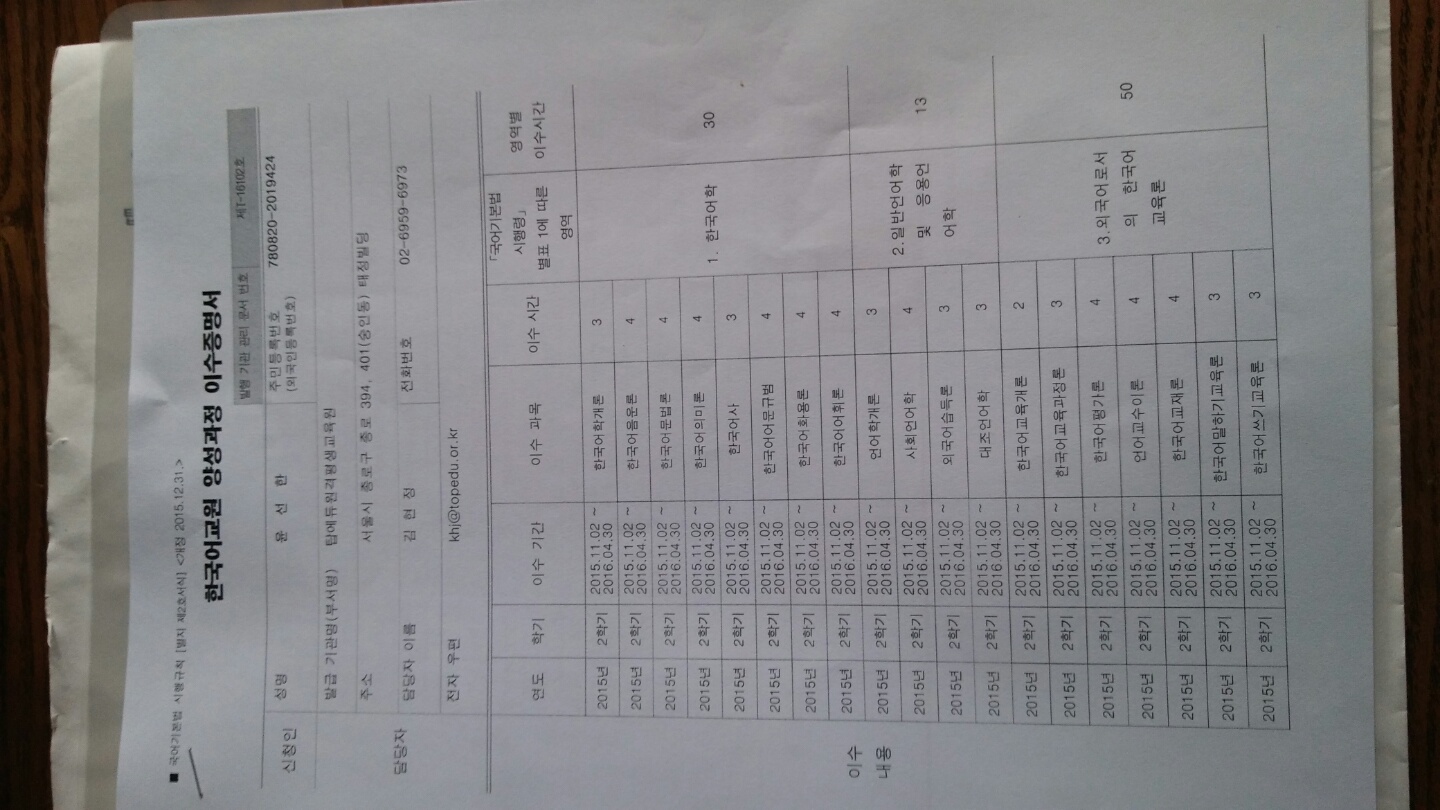 ■ 국어기본법 시행규칙 [별지 제2호서식] <개정 2015.12.31.>
한국어교원 양성과정 이수증명서
발행 기관 관리 문서 번호 제T-16102호
신청인 성명 윤 선 한 주민등록번호 (외국인등록번호) 780820-2019424
담당자
발급 기관명(부서명) 탑에듀원격평생교육원
주소 서울시 종로구 종로 394, 401(숭인동) 태정빌딩
담당자 이름 김 현 정 전화번호 02-6959-6973
전자 우편 khj@topedu.or.kr
이수 내용
연도 학기 이수 기간 이수 과목 이수 시간 「국어기본법 시행령」 별표 1에 따른 영역 영역별 이수시간
2015년 2학기 2015.11.02 ~ 2016.04.30 한국어학개론 3
2015년 2학기 2015.11.02 ~ 2016.04.30 한국어음운론 4
2015년 2학기 2015.11.02 ~ 2016.04.30 한국어문법론 4
2015년 2학기 2015.11.02 ~ 2016.04.30 한국어의미론 4
2015년 2학기 2015.11.02 ~ 2016.04.30 한국어사 3
2015년 2학기 2015.11.02 ~ 2016.04.30 한국어어문규범 4
2015년 2학기 2015.11.02 ~ 2016.04.30 한국어화용론 4
2015년 2학기 2015.11.02 ~ 2016.04.30 한국어어휘론 4
1. 한국어학 30
2015년 2학기 2015.11.02 ~ 2016.04.30 언어학개론 3
2015년 2학기 2015.11.02 ~ 2016.04.30 사회언어학 4
2015년 2학기 2015.11.02 ~ 2016.04.30 외국어습득론 3
2015년 2학기 2015.11.02 ~ 2016.04.30 대조언어학 3
2.일반언어학 및 응용언어학 13
2015년 2학기 2015.11.02 ~ 2016.04.30 한국어교육개론 2
2015년 2학기 2015.11.02 ~ 2016.04.30 한국어교육과정론 3
2015년 2학기 2015.11.02 ~ 2016.04.30 한국어평가론 4
2015년 2학기 2015.11.02 ~ 2016.04.30 언어교수이론 4
2015년 2학기 2015.11.02 ~ 2016.04.30 한국어교재론 4
2015년 2학기 2015.11.02 ~ 2016.04.30 한국어말하기교육론 3
2015년 2학기 2015.11.02 ~ 2016.04.30 한국어쓰기교육론 3
3.외국어로서의 한국어 교육론 50